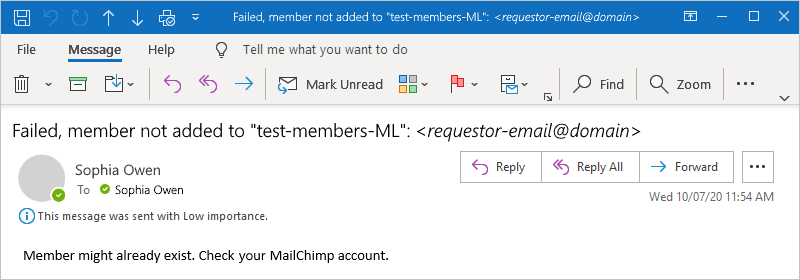 Failed, member not added to "test-members-ML": <requestor-email@domain>
File Message Help Tell me what you want to do
Mark Unread Find Zoom
Failed, member not added to "test-members-ML": <requestor-email@domain>
Sophia Owen
Reply Reply All Forward
To Sophia Owen
Wed 10/07/20 11:54 AM
This message was sent with Low importance.
Member might already exist. Check your MailChimp account.